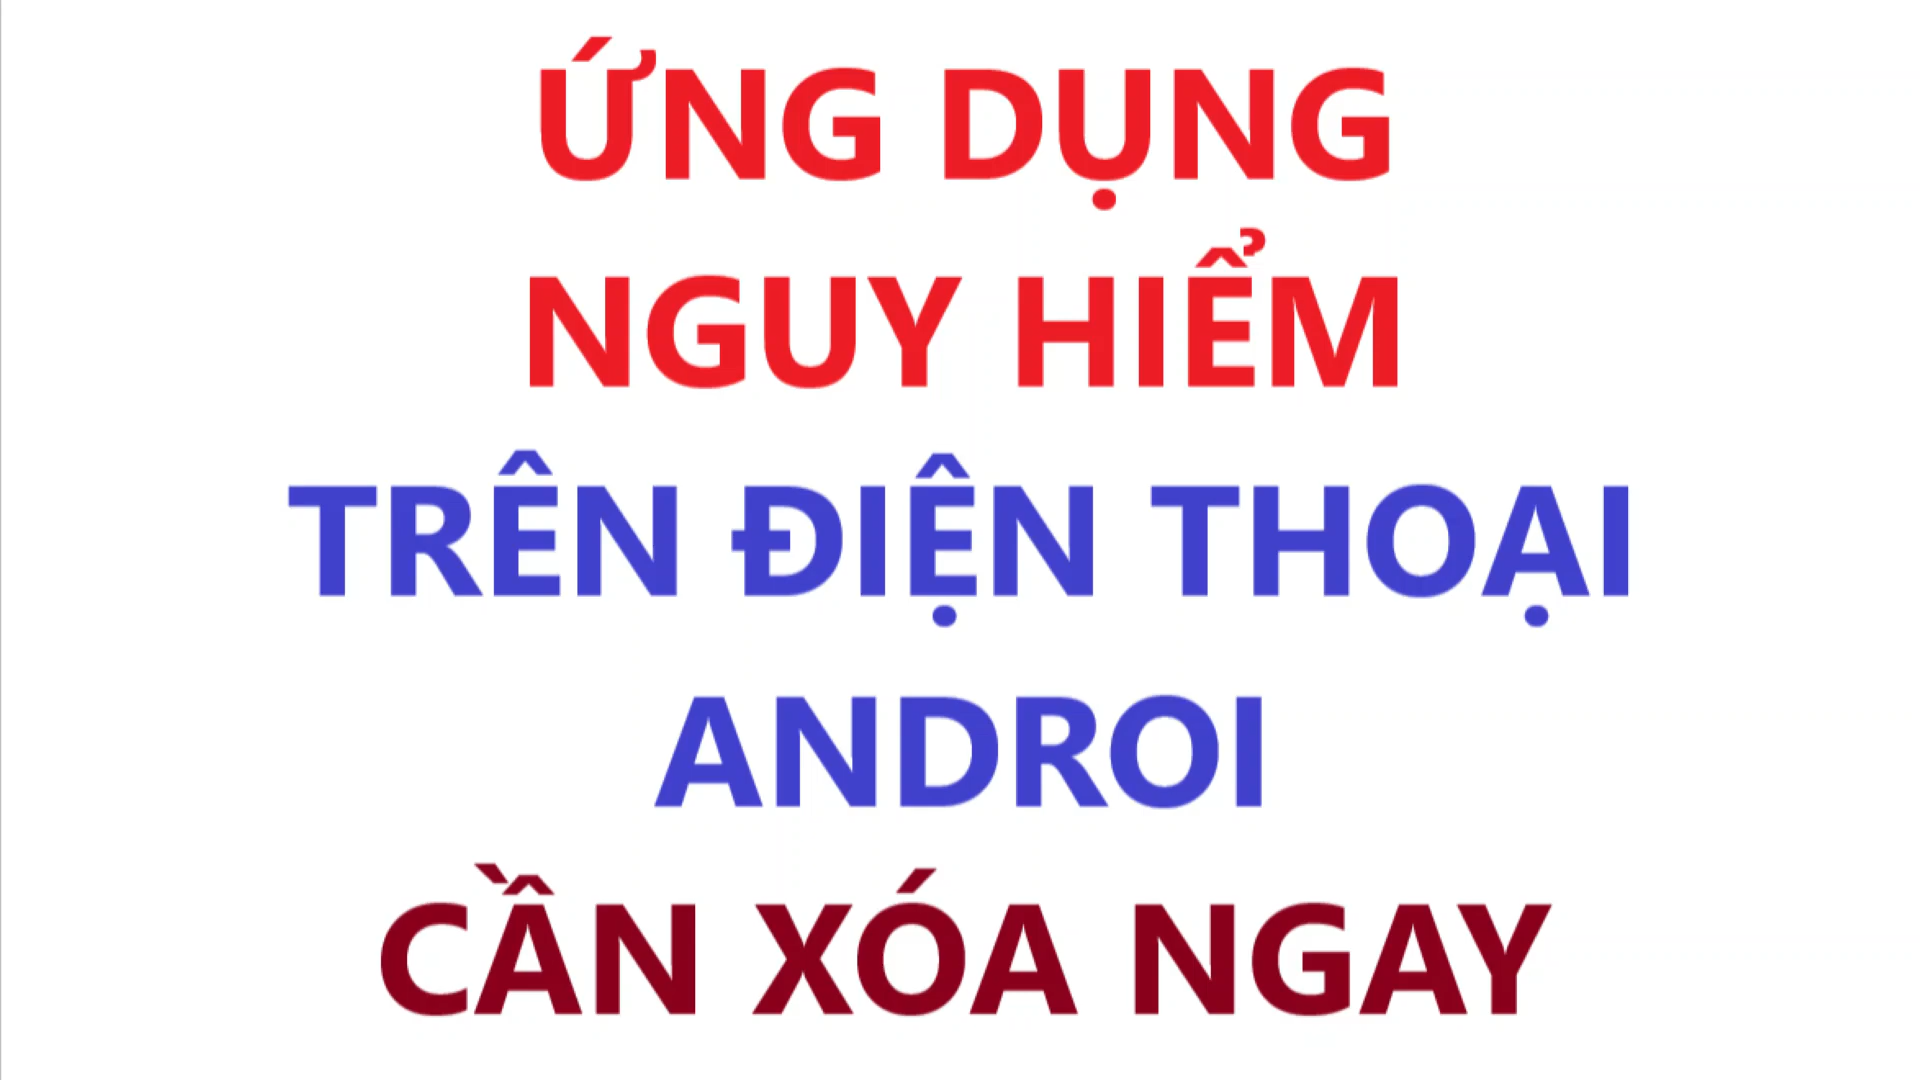 ỨNG DỤNG
NGUY HIỂM
TRÊN ĐIỆN THOẠI
ANDROI
CẦN XÓA NGAY